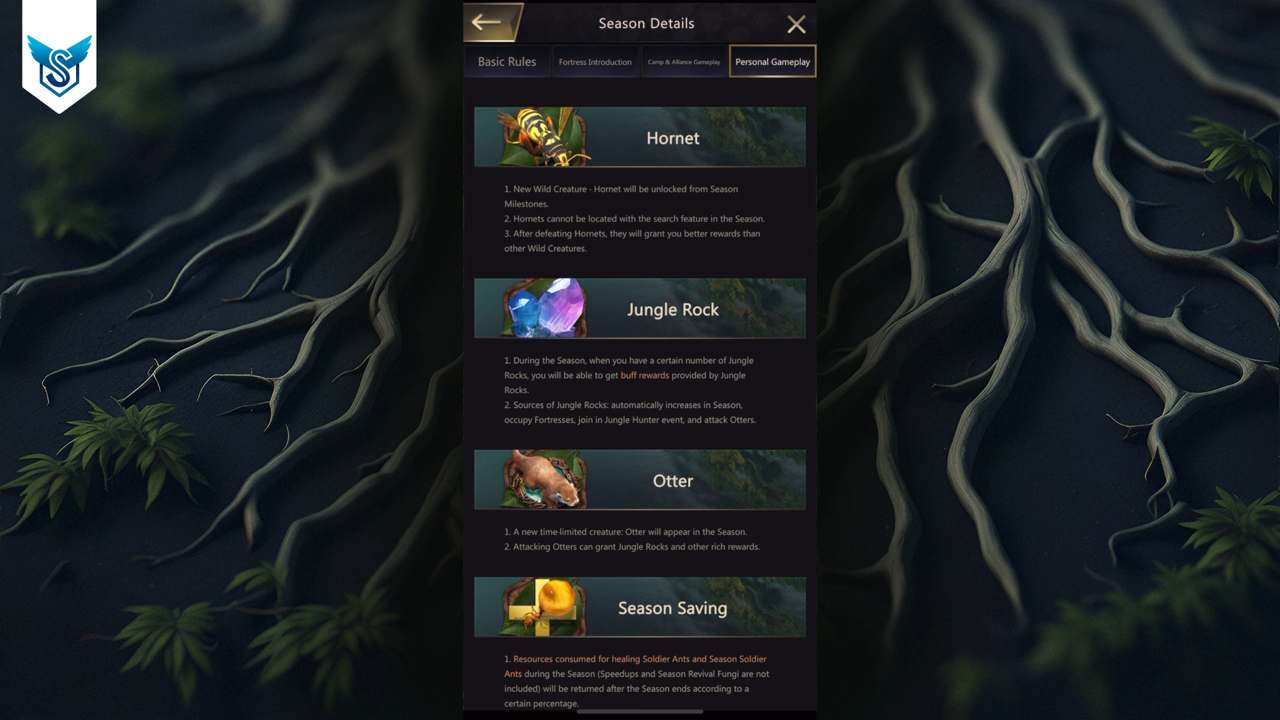 S
Season Details
Basic Rules
Fortress Introduction
Camp & Alliance Gameplay
Personal Gameplay
Hornet
1. New Wild Creature - Hornet will be unlocked from Season
Milestones.
2. Hornets cannot be located with the search feature in the Season.
3. After defeating Hornets, they will grant you better rewards than
other Wild Creatures.
Jungle Rock
1. During the Season, when you have a certain number of Jungle
Rocks, you will be able to get buff rewards provided by Jungle
Rocks.
2. Sources of Jungle Rocks: automatically increases in Season,
occupy Fortresses, join in Jungle Hunter event, and attack Otters.
Otter
1. A new time-limited creature: Otter will appear in the Season.
2. Attacking Otters can grant Jungle Rocks and other rich rewards.
Season Saving
1. Resources consumed for healing Soldier Ants and Season Soldier
Ants during the Season (Speedups and Season Revival Fungi are not
included) will be returned after the Season ends according to a
certain percentage.